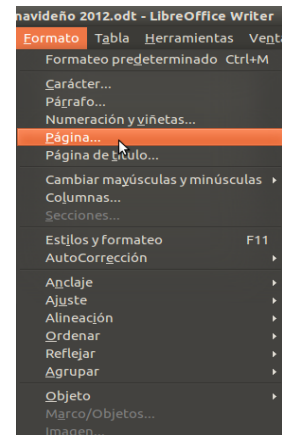 navideño 2012.odt - LibreOffice Writer
Formato Tabla Herramientas Vent
Formateo predeterminado Ctrl+M
Carácter...
Párrafo...
Numeración y viñetas...
Página...
Página de título...
Cambiar mayúsculas y minúsculas
Columnas...
Secciones...
Estilos y formateo F11
AutoCorrección
Anclaje
Ajuste
Alineación
Ordenar
Reflejar
Agrupar
Objeto
Marco/Objetos...
Imagen...